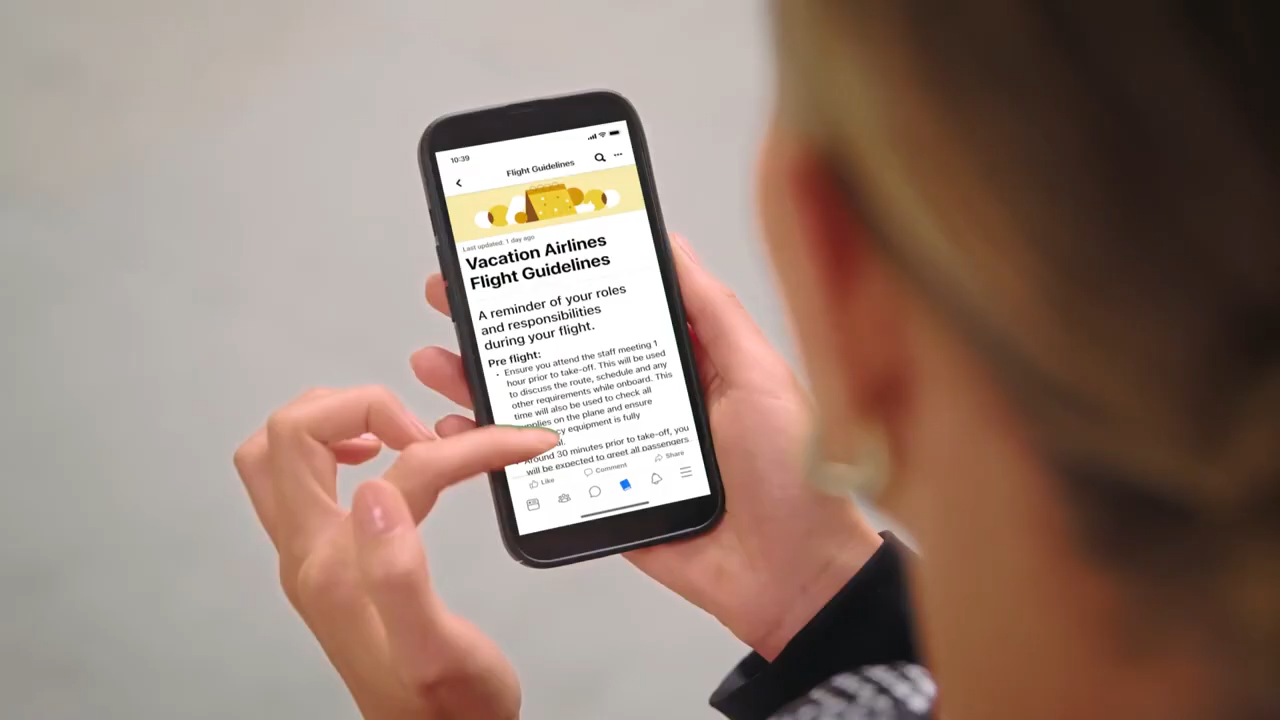 10:39
Flight Guidelines
Last updated: 1 day ago
Vacation Airlines
Flight Guidelines
A reminder of your roles
and responsibilities
during your flight.
Pre flight:
• Ensure you attend the staff meeting 1
hour prior to take-off. This will be used
to discuss the route, schedule and any
other requirements while onboard. This
time will also be used to check all
on the plane and ensure
equipment is fully
• Around 30 minutes prior to take-off, you
will be expected to greet all passengers
Like
Comment
Share